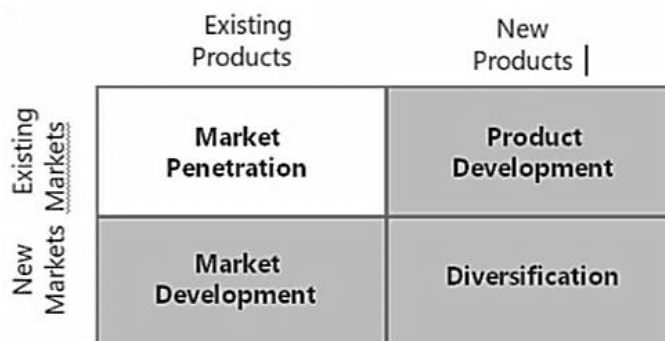 Existing
Products
New
Products
Existing
Markets
Market
Penetration
Product
Development
New
Markets
Market
Development
Diversification